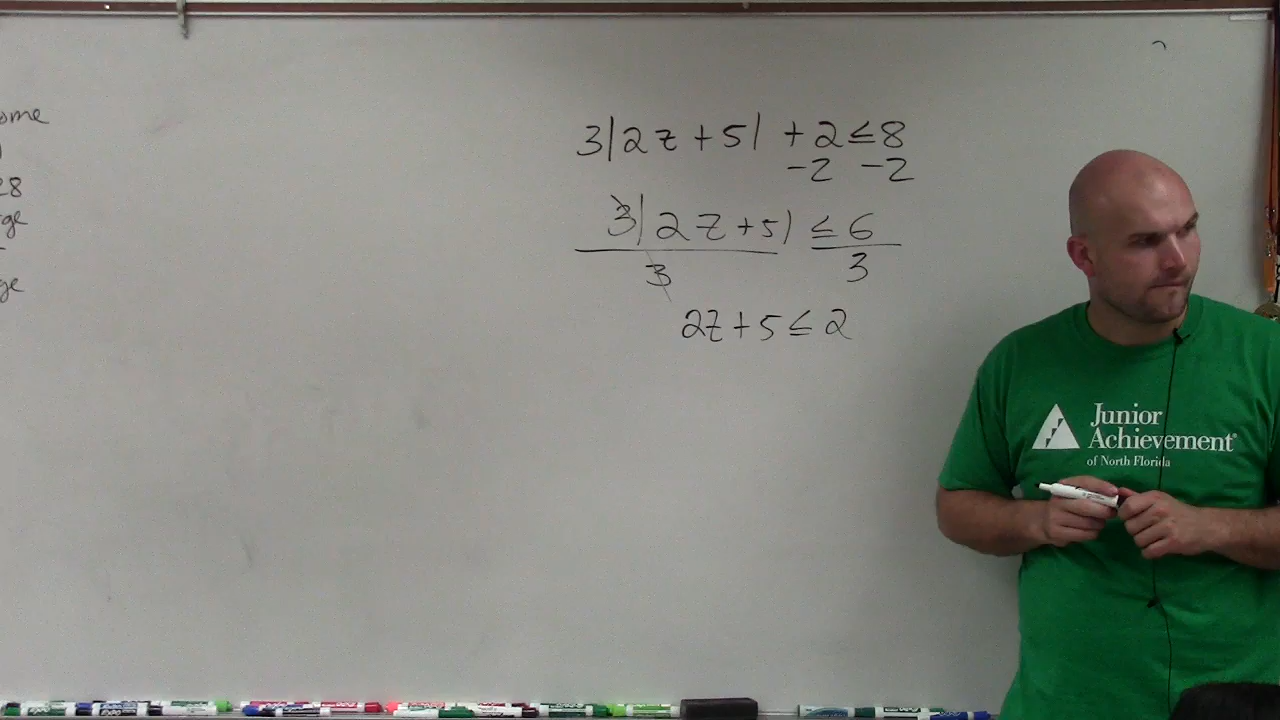 28
3|2z+5| +2≤8
-2 -2
3|2z+5| ≤6
3 3
2z+5≤2
Junior
Achievement®
of North Florida